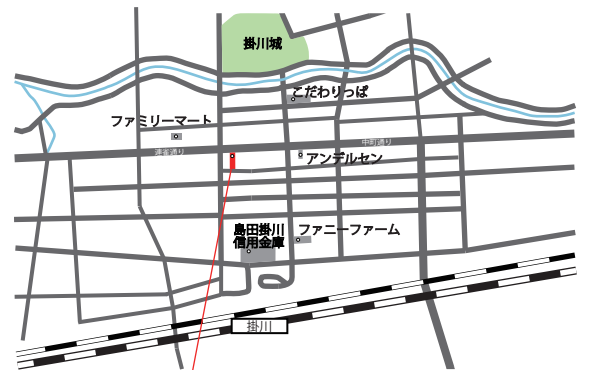 掛川城
こだわりっぱ
ファミリーマート
中町通り
連雀通り
アンデルセン
島田掛川
信用金庫
ファニーファーム
掛川